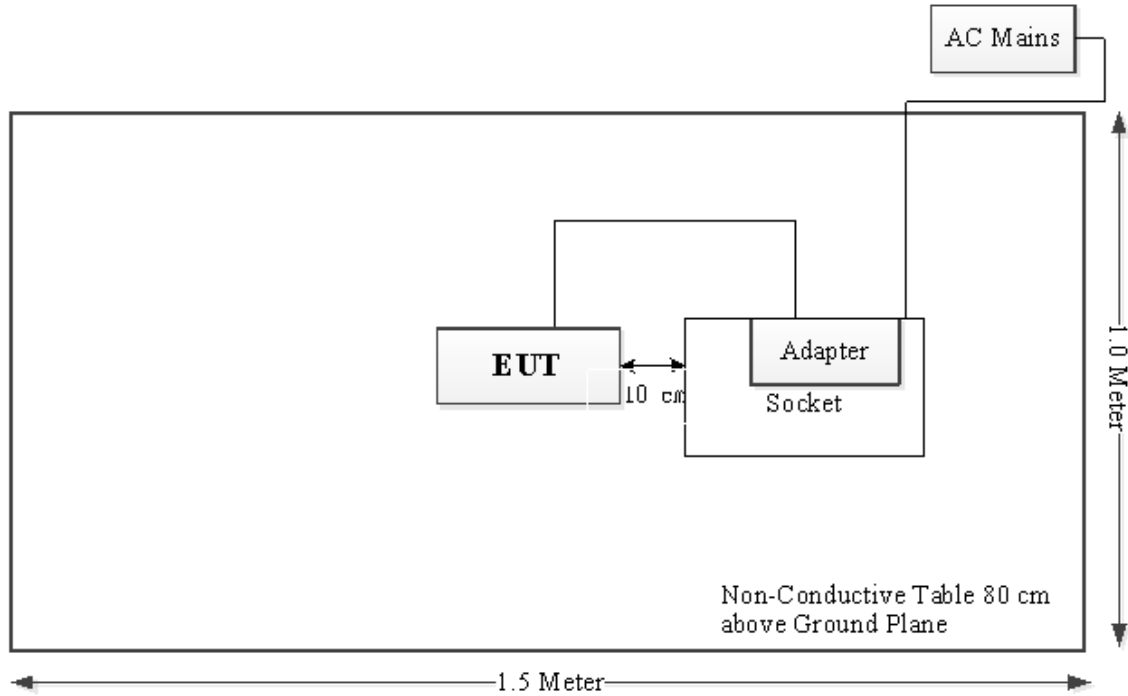 AC Mains
EUT
10 cm
Adapter
Socket
1.0 Meter
Non-Conductive Table 80 cm
above Ground Plane
1.5 Meter